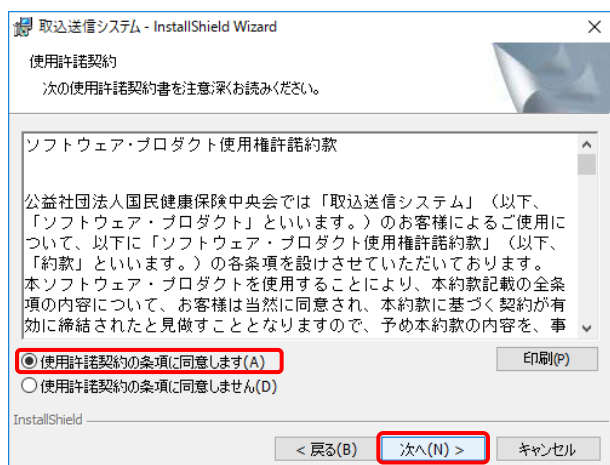 取込送信システム - InstallShield Wizard
使用許諾契約
次の使用許諾契約書を注意深くお読みください。
ソフトウェア・プロダクト使用権許諾約款
公益社団法人国民健康保険中央会では「取込送信システム」（以下、
「ソフトウェア・プロダクト」といいます。）のお客様によるご使用に
ついて、以下に「ソフトウェア・プロダクト使用権許諾約款」（以下、
「約款」といいます。）の各条項を設けさせていただいております。
本ソフトウェア・プロダクトを使用することにより、本約款記載の全条
項の内容について、お客様は当然に同意され、本約款に基づく契約が有
効に締結されたと見做すこととなりますので、予め本約款の内容を、事
使用許諾契約の条項に同意します(A)
印刷(P)
使用許諾契約の条項に同意しません(D)
InstallShield
< 戻る(B)
次へ(N) >
キャンセル